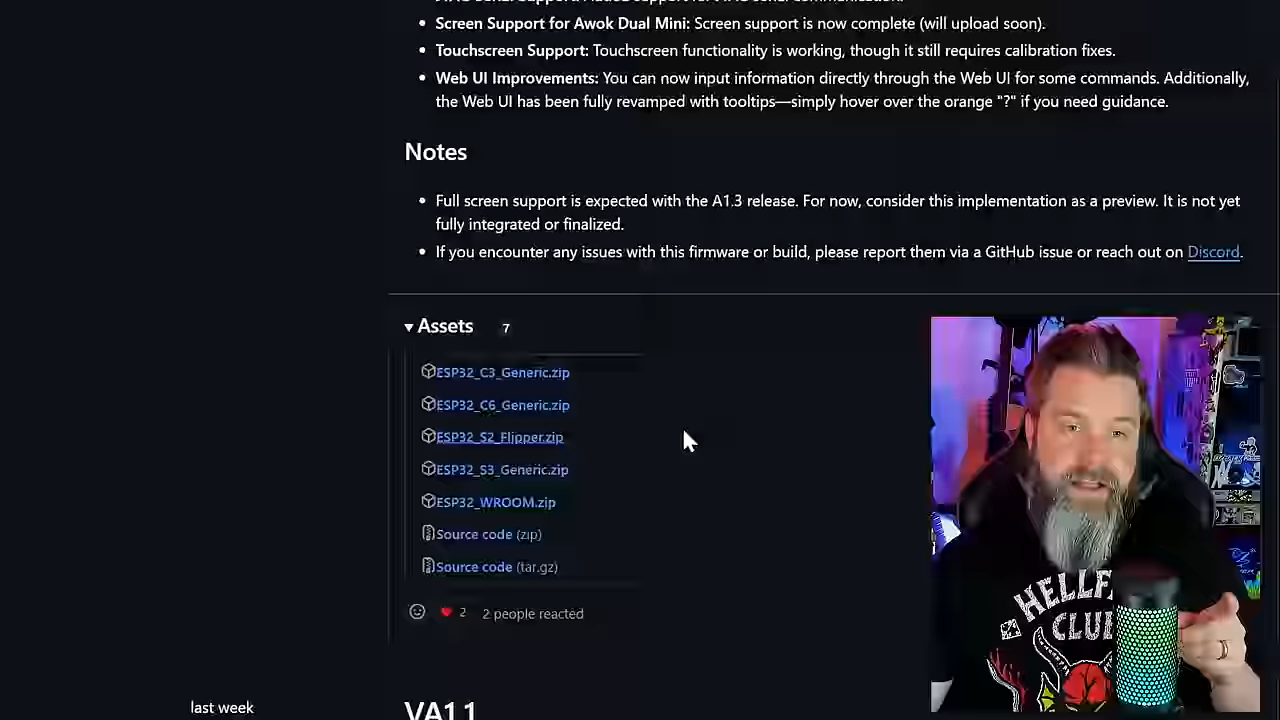 Screen Support for Awok Dual Mini: Screen support is now complete (will upload soon).
Touchscreen Support: Touchscreen functionality is working, though it still requires calibration fixes.
Web UI Improvements: You can now input information directly through the Web UI for some commands. Additionally,
the Web UI has been fully revamped with tooltips—simply hover over the orange "?" if you need guidance.
Notes
Full screen support is expected with the A1.3 release. For now, consider this implementation as a preview. It is not yet
fully integrated or finalized.
If you encounter any issues with this firmware or build, please report them via a GitHub issue or reach out on Discord.
Assets 7
ESP32_C3_Generic.zip
ESP32_C6_Generic.zip
ESP32_S2_Flipper.zip
ESP32_S3_Generic.zip
ESP32_WROOM.zip
Source code (zip)
Source code (tar.gz)
2 2 people reacted
HELLF
CLU
last week
VA1.1